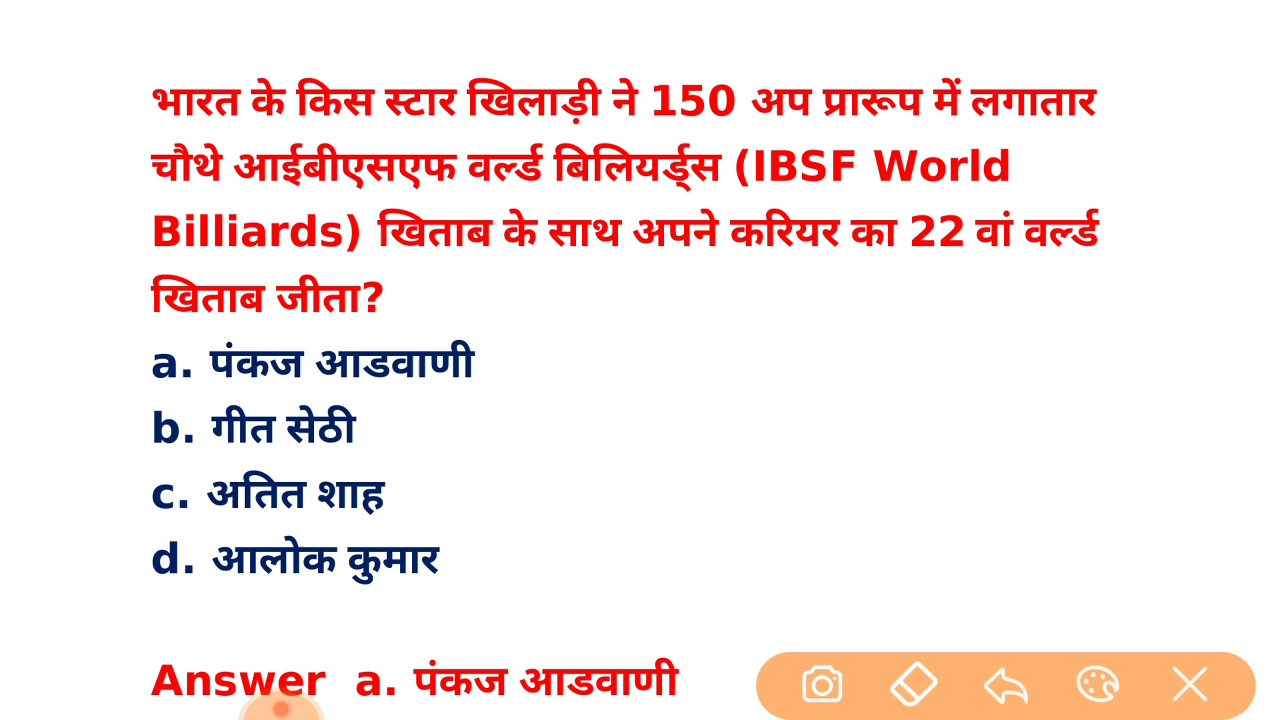 भारत के किस स्टार खिलाड़ी ने 150 अप प्रारूप में लगातार
चौथे आईबीएसएफ वर्ल्ड बिलियर्ड्स (IBSF World
Billiards) खिताब के साथ अपने करियर का 22 वां वर्ल्ड
खिताब जीता?
a. पंकज आडवाणी
b. गीत सेठी
c. अतित शाह
d. आलोक कुमार
Answer a. पंकज आडवाणी